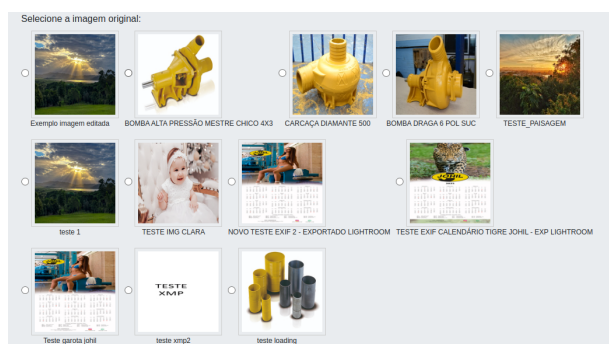 Selecione a imagem original:
Exemplo imagem editada
BOMBA ALTA PRESSÃO MESTRE CHICO 4X3
CARCAÇA DIAMANTE 500
BOMBA DRAGA 6 POL SUC
TESTE_PAISAGEM
teste 1
TESTE IMG CLARA
NOVO TESTE EXIF 2 - EXPORTADO LIGHTROOM
TESTE EXIF CALENDÁRIO TIGRE JOHIL - EXP LIGHTROOM
TESTE
XMP
Teste garota johil
teste xmp2
teste loading